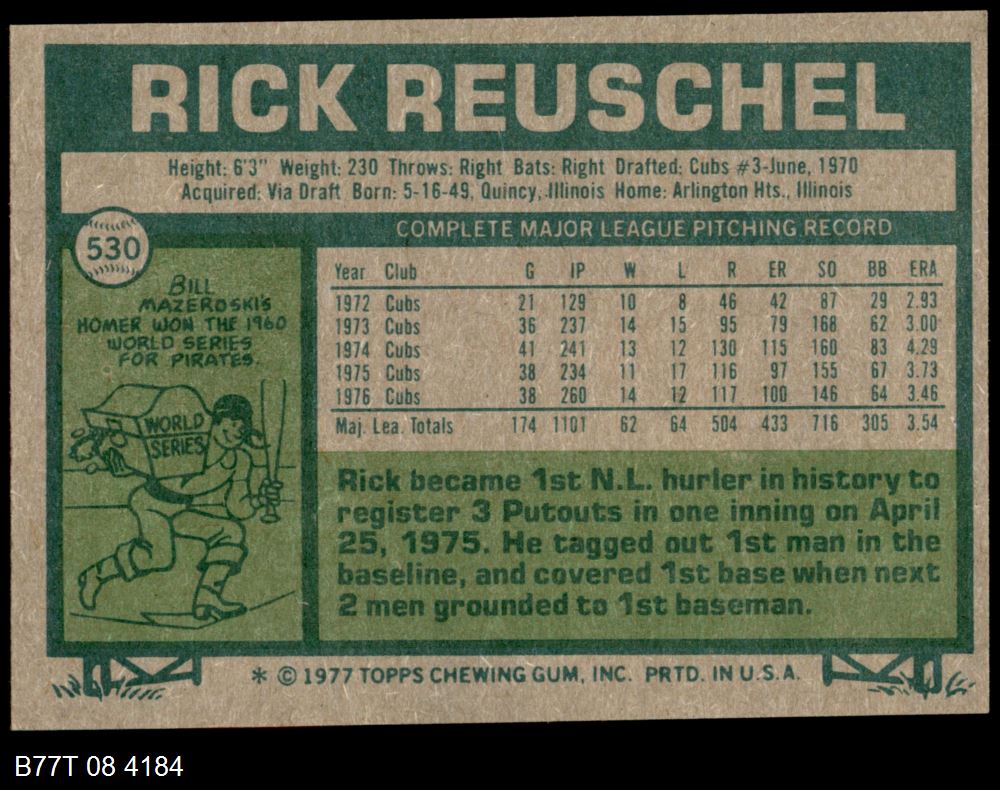 RICK REUSCHEL
Height: 6'3" Weight: 230 Throws: Right Bats: Right Drafted: Cubs #3-June, 1970
Acquired: Via Draft Born: 5-16-49, Quincy, Illinois Home: Arlington Hts., Illinois
530
BILL
MAZEROSKI'S
HOMER WON THE 1960
WORLD SERIES
FOR PIRATES.
WORLD
SERIES
COMPLETE MAJOR LEAGUE PITCHING RECORD
Year Club G IP W L R ER SO BB ERA
1972 Cubs 21 129 10 8 46 42 87 29 2.93
1973 Cubs 36 237 14 15 95 79 168 62 3.00
1974 Cubs 41 241 13 12 130 115 160 83 4.29
1975 Cubs 38 234 11 17 116 97 155 67 3.73
1976 Cubs 38 260 14 12 117 100 146 64 3.46
Maj. Lea. Totals 174 1101 62 64 504 433 716 305 3.54
Rick became 1st N.L. hurler in history to
register 3 Putouts in one inning on April
25, 1975. He tagged out 1st man in the
baseline, and covered 1st base when next
2 men grounded to 1st baseman.
* © 1977 TOPPS CHEWING GUM, INC. PRTD. IN U.S.A.
B77T 08 4184